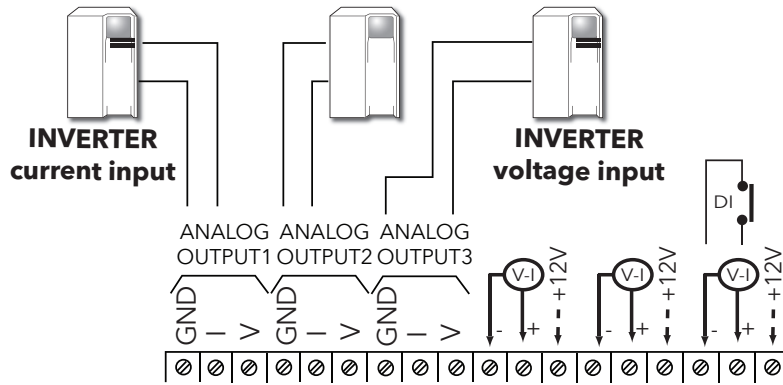 INVERTER
current input
INVERTER
voltage input
DI
ANALOG ANALOG ANALOG
OUTPUT1 OUTPUT2 OUTPUT3
GND I V GND I V GND I V
V-I +12V V-I +12V V-I +12V
- + - + - +